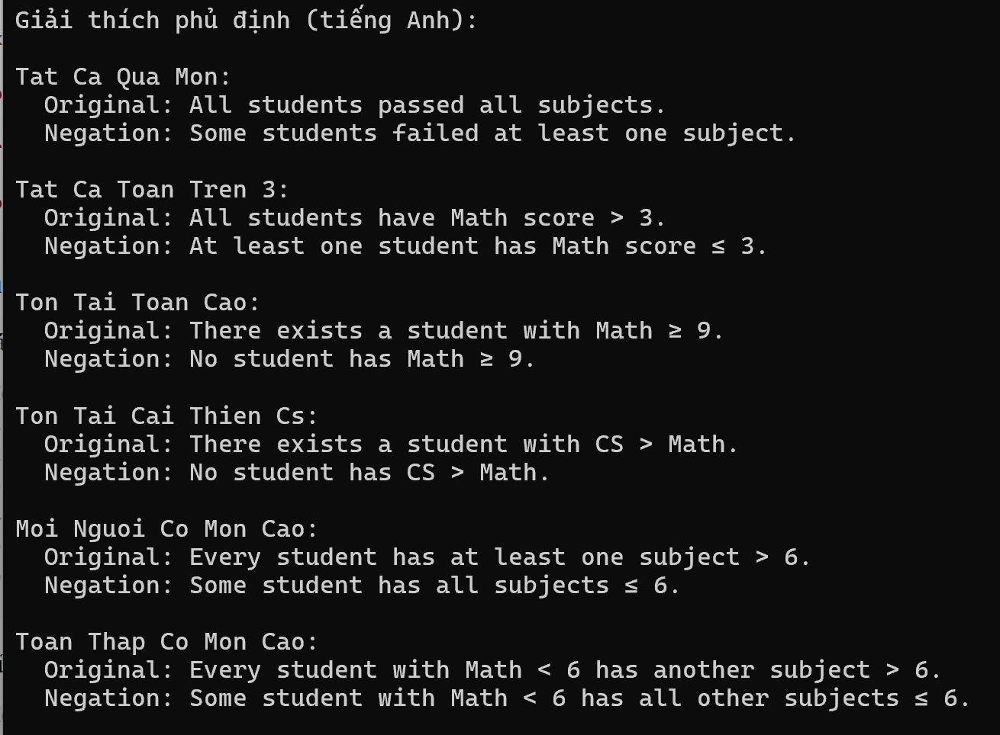 Giải thích phủ định (tiếng Anh):
Tat Ca Qua Mon:
Original: All students passed all subjects.
Negation: Some students failed at least one subject.
Tat Ca Toan Tren 3:
Original: All students have Math score > 3.
Negation: At least one student has Math score ≤ 3.
Ton Tai Toan Cao:
Original: There exists a student with Math ≥ 9.
Negation: No student has Math ≥ 9.
Ton Tai Cai Thien Cs:
Original: There exists a student with CS > Math.
Negation: No student has CS > Math.
Moi Nguoi Co Mon Cao:
Original: Every student has at least one subject > 6.
Negation: Some student has all subjects ≤ 6.
Toan Thap Co Mon Cao:
Original: Every student with Math < 6 has another subject > 6.
Negation: Some student with Math < 6 has all other subjects ≤ 6.